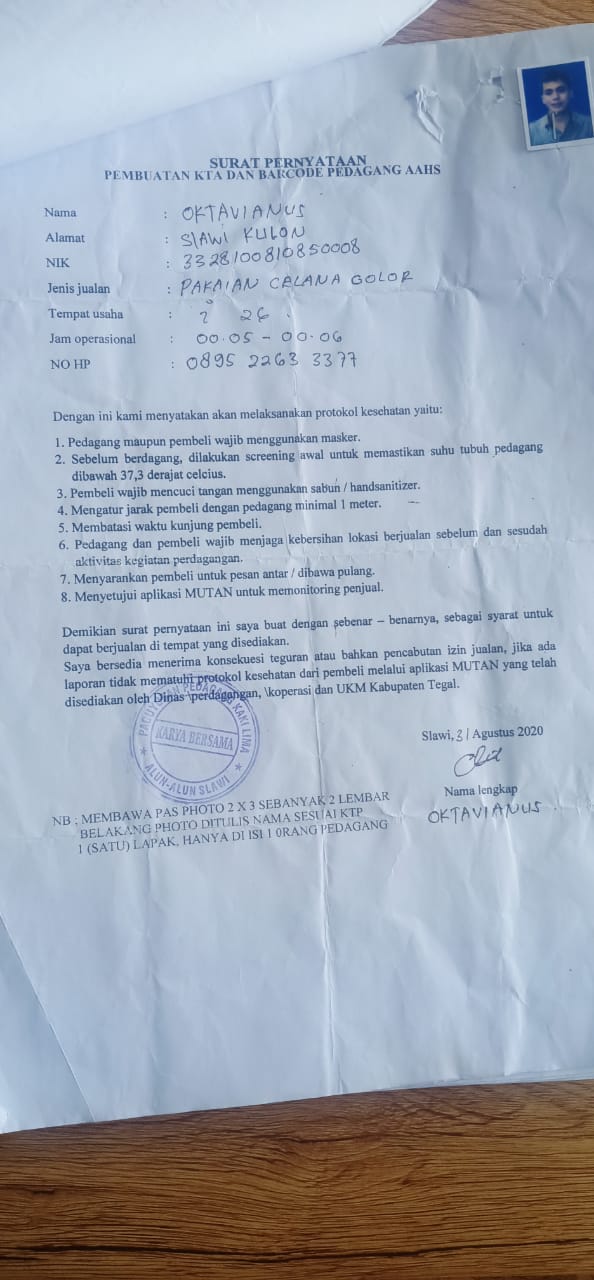 SURAT PERNYATAAN
PEMBUATAN KTA DAN BARCODE PEDAGANG AAHS
Nama : OKTAVIANUS
Alamat : SLAWI KULON
NIK : 3328100810850008
Jenis jualan : PAKAIAN CELANA GOLOR
Tempat usaha : 26
Jam operasional : 00.05 - 00.06
NO HP : 0895 2263 3377
Dengan ini kami menyatakan akan melaksanakan protokol kesehatan yaitu:
1. Pedagang maupun pembeli wajib menggunakan masker.
2. Sebelum berdagang, dilakukan screening awal untuk memastikan suhu tubuh pedagang
dibawah 37,3 derajat celcius.
3. Pembeli wajib mencuci tangan menggunakan sabun / handsanitizer.
4. Mengatur jarak pembeli dengan pedagang minimal 1 meter.
5. Membatasi waktu kunjung pembeli.
6. Pedagang dan pembeli wajib menjaga kebersihan lokasi berjualan sebelum dan sesudah
aktivitas kegiatan perdagangan.
7. Menyarankan pembeli untuk pesan antar / dibawa pulang.
8. Menyetujui aplikasi MUTAN untuk memonitoring penjual.
Demikian surat pernyataan ini saya buat dengan sebenar – benarnya, sebagai syarat untuk
dapat berjualan di tempat yang disediakan.
Saya bersedia menerima konsekuesi teguran atau bahkan pencabutan izin jualan, jika ada
laporan tidak mematuhi protokol kesehatan dari pembeli melalui aplikasi MUTAN yang telah
disediakan oleh Dinas \perdagangan, \koperasi dan UKM Kabupaten Tegal.
PAGUYUBAN PEDAGANG KAKI LIMA
KARYA BERSAMA
ALUN-ALUN SLAWI
Slawi, 3 / Agustus 2020
Nama lengkap
OKTAVIANUS
NB : MEMBAWA PAS PHOTO 2 X 3 SEBANYAK 2 LEMBAR
BELAKANG PHOTO DITULIS NAMA SESUAI KTP
1 (SATU) LAPAK, HANYA DI ISI 1 0RANG PEDAGANG